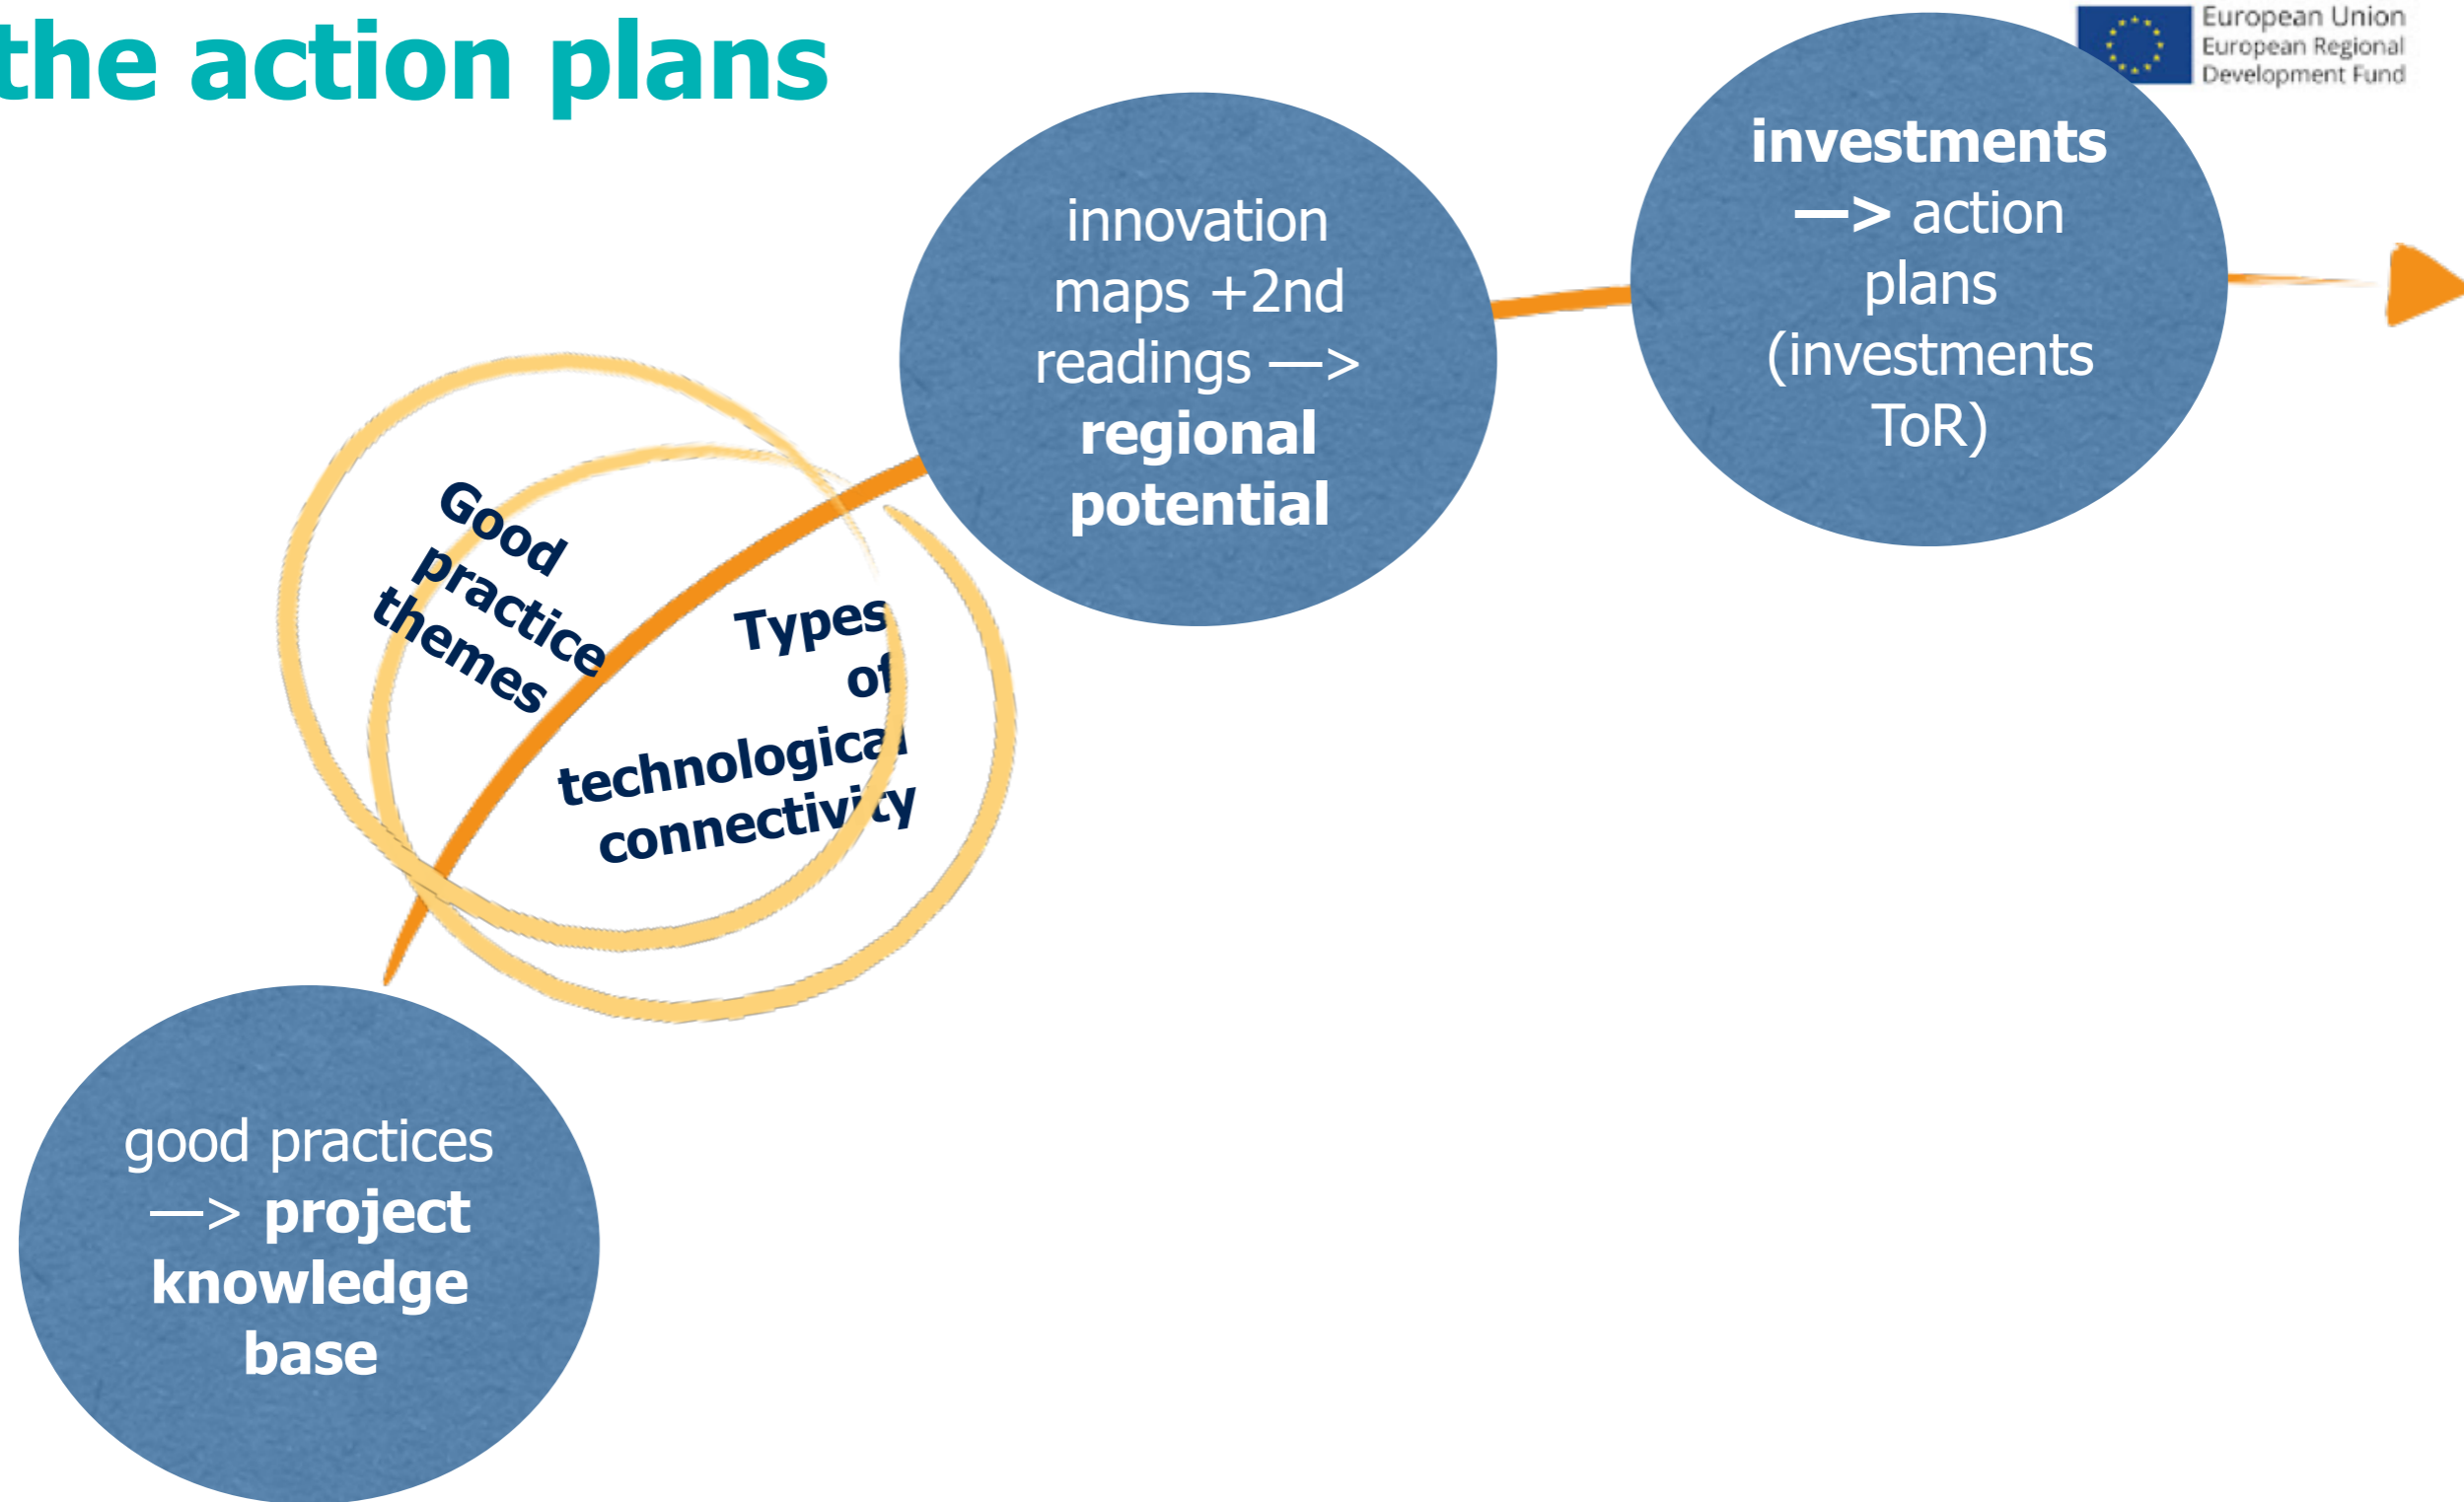 the action plans
European Union
European Regional
Development Fund
investments
—> action
plans
(investments
ToR)
innovation
maps +2nd
readings —>
regional
potential
Good
practice
themes
Types
of
technological
connectivity
good practices
—> project
knowledge
base